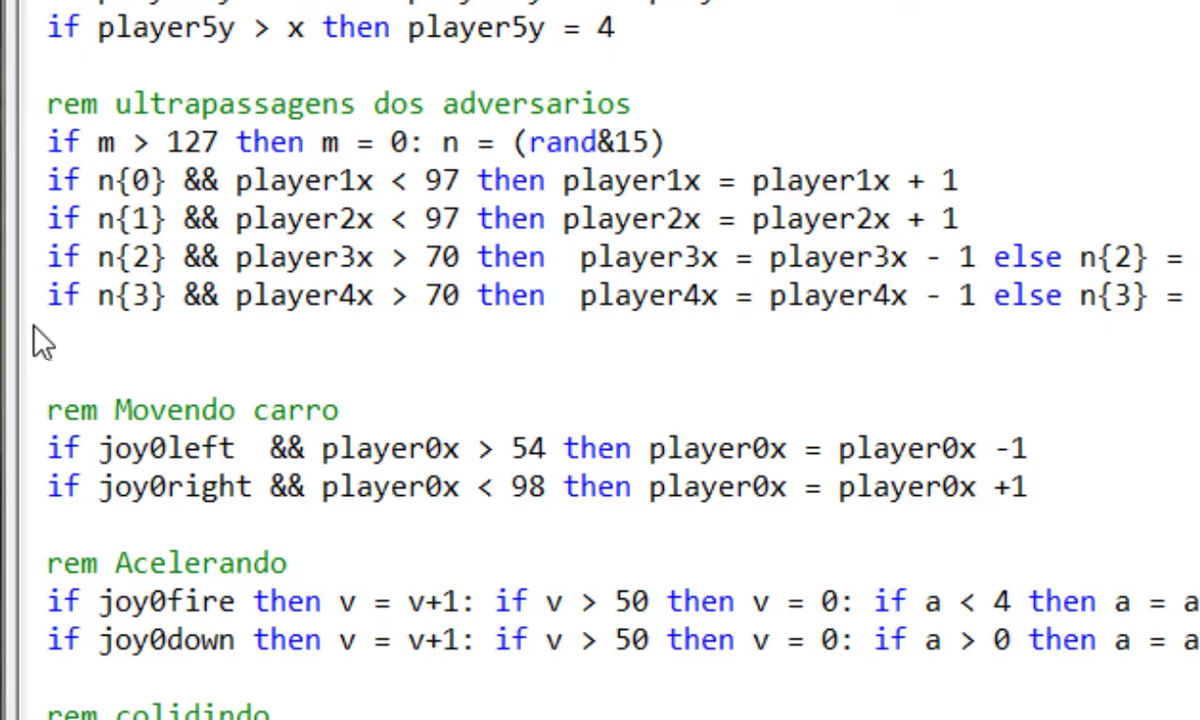 if player5y > x then player5y = 4
rem ultrapassagens dos adversarios
if m > 127 then m = 0: n = (rand&15)
if n{0} && player1x < 97 then player1x = player1x + 1
if n{1} && player2x < 97 then player2x = player2x + 1
if n{2} && player3x > 70 then  player3x = player3x - 1 else n{2} =
if n{3} && player4x > 70 then  player4x = player4x - 1 else n{3} =
rem Movendo carro
if joy0left  && player0x > 54 then player0x = player0x -1
if joy0right && player0x < 98 then player0x = player0x +1
rem Acelerando
if joy0fire then v = v+1: if v > 50 then v = 0: if a < 4 then a = a
if joy0down then v = v+1: if v > 50 then v = 0: if a > 0 then a = a
rem colidindo